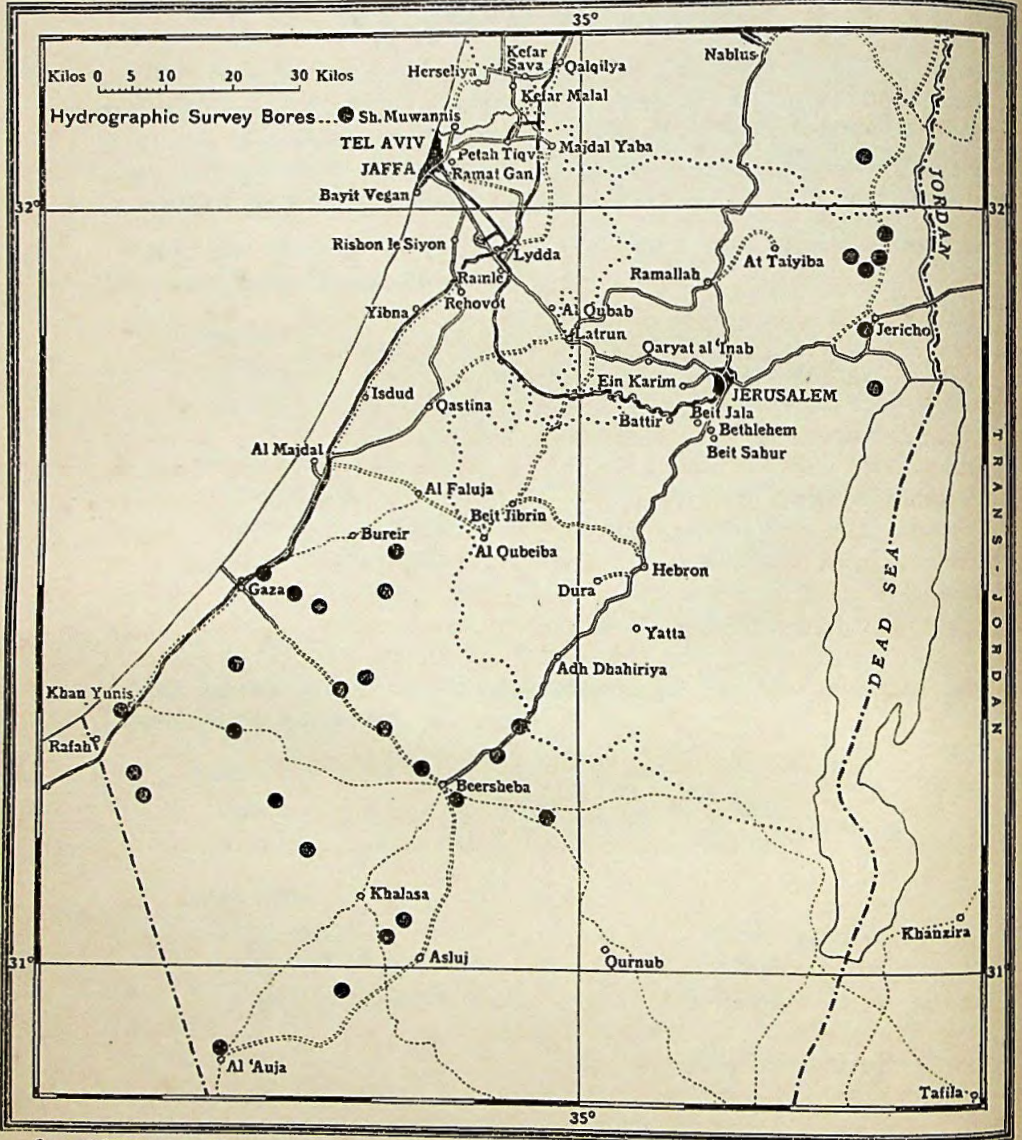 35°
Nablus
Kefar
Sava
Qalqilya
Herseliya
Kilos 0 5 10 20 30 Kilos
Kefar Malal
Hydrographic Survey Bores...
Sh. Muwannis
TEL AVIV
Majdal Yaba
Petah Tiqva
JAFFA
Ramat Gan
Bayit Vegan
JORDAN
32°
32°
Rishon le Siyon
Lydda
At Taiyiba
Ramallah
Ramle
Rehovot
Yibna
Al Qubab
Jericho
Latrun
Qaryat al 'Inab
Ein Karim
Isdud
JERUSALEM
Qastina
Beit Jala
Battir
Bethlehem
Al Majdal
Beit Sahur
TRANS-JORDAN
Al Faluja
Beit Jibrin
Bureir
Al Qubeiba
Hebron
Gaza
Dura
DEAD SEA
Yatta
Adh Dhahiriya
Khan Yunis
Rafah
Beersheba
Khalasa
Khanzira
Asluj
Qurnub
31°
31°
Al 'Auja
Tafila
35°